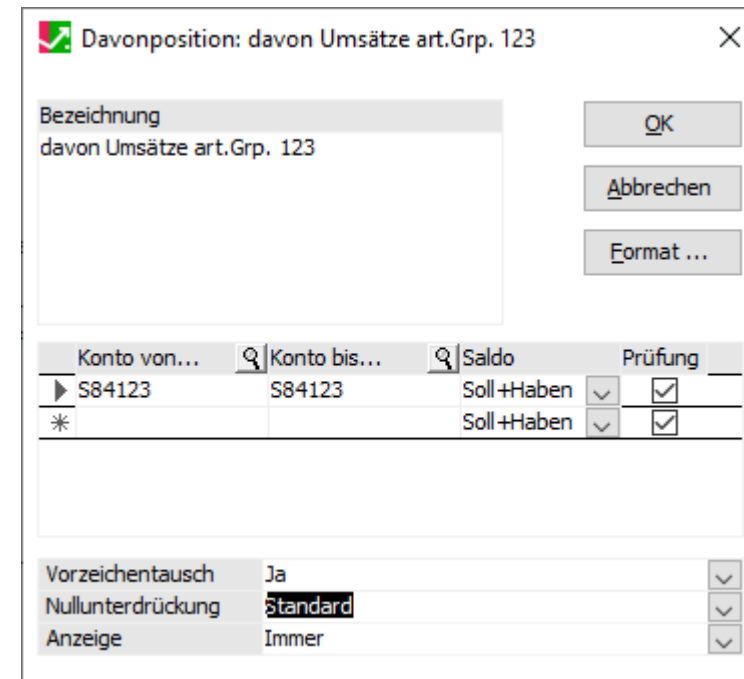 Davonposition: davon Umsätze art.Grp. 123
Bezeichnung
davon Umsätze art.Grp. 123
OK
Abbrechen
Format ...
Konto von... Konto bis... Saldo Prüfung
S84123 S84123 Soll+Haben
Soll+Haben
Vorzeichentausch Ja
Nullunterdrückung Standard
Anzeige Immer